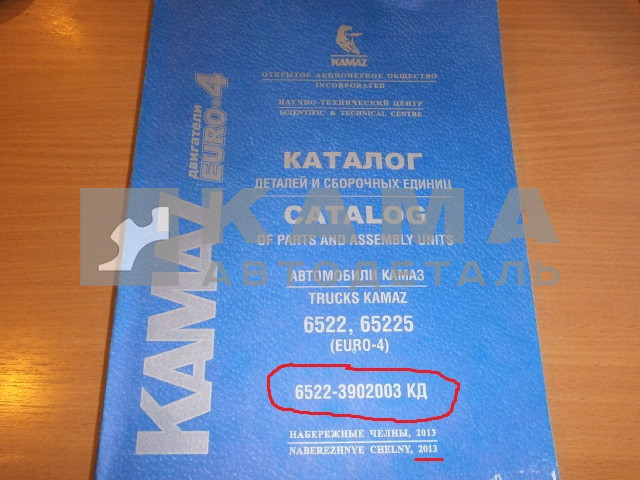 KAMAZ
ОТКРЫТОЕ АКЦИОНЕРНОЕ ОБЩЕСТВО
INCORPORATED
НАУЧНО-ТЕХНИЧЕСКИЙ ЦЕНТР
SCIENTIFIC & TECHNICAL CENTRE
КАТАЛОГ
ДЕТАЛЕЙ И СБОРОЧНЫХ ЕДИНИЦ
CATALOG
OF PARTS AND ASSEMBLY UNITS
АВТОМОБИЛИ КАМАЗ
TRUCKS KAMAZ
6522, 65225
(EURO-4)
6522-3902003 КД
НАБЕРЕЖНЫЕ ЧЕЛНЫ, 2013
NABEREZHNYE CHELNY, 2013
KAMAZ
двигатели
EURO-4
КАМА
АВТОДЕТАЛЬ